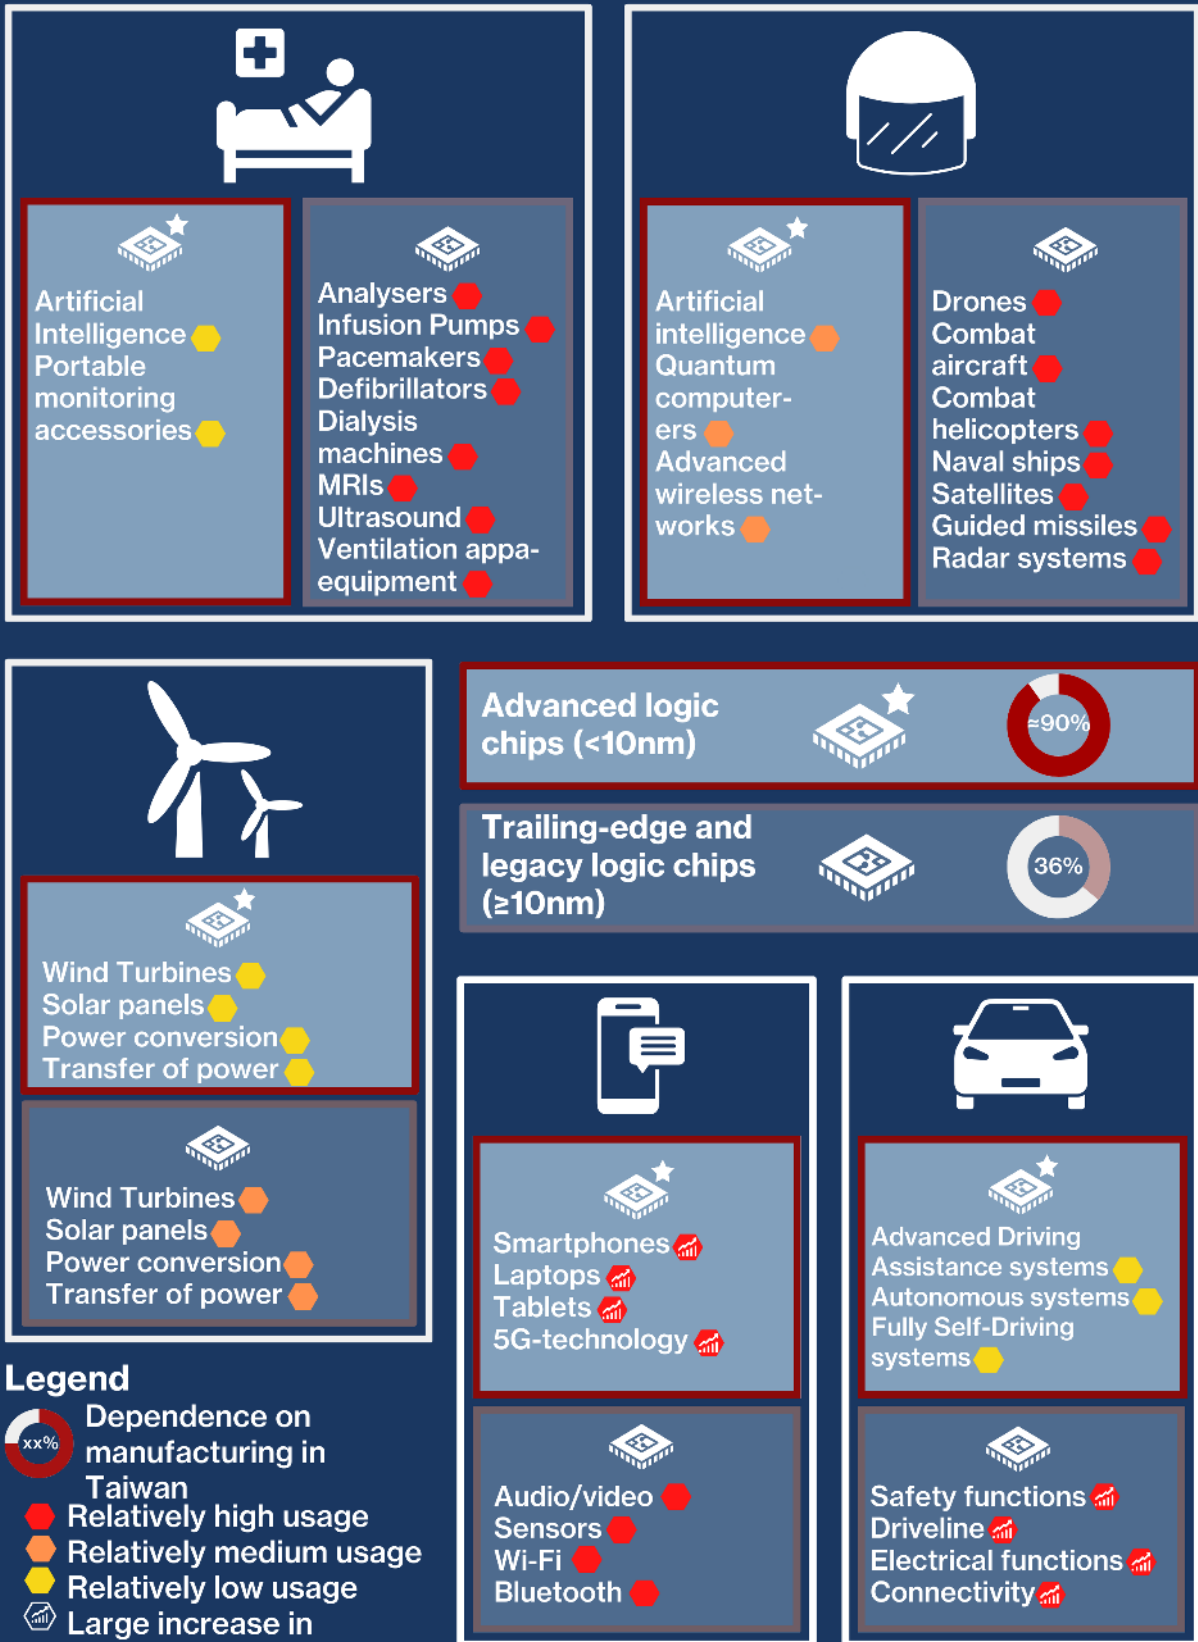 Artificial
Intelligence
Portable
monitoring
accessories
Analysers
Infusion Pumps
Pacemakers
Defibrillators
Dialysis
machines
MRIs
Ultrasound
Ventilation appa-
equipment
Artificial
intelligence
Quantum
computer-
ers
Advanced
wireless net-
works
Drones
Combat
aircraft
Combat
helicopters
Naval ships
Satellites
Guided missiles
Radar systems
Wind Turbines
Solar panels
Power conversion
Transfer of power
Wind Turbines
Solar panels
Power conversion
Transfer of power
Advanced logic
chips (<10nm)
≈90%
Trailing-edge and
legacy logic chips
(≥10nm)
36%
Smartphones
Laptops
Tablets
5G-technology
Audio/video
Sensors
Wi-Fi
Bluetooth
Advanced Driving
Assistance systems
Autonomous systems
Fully Self-Driving
systems
Safety functions
Driveline
Electrical functions
Connectivity
Legend
xx%
Dependence on
manufacturing in
Taiwan
Relatively high usage
Relatively medium usage
Relatively low usage
Large increase in